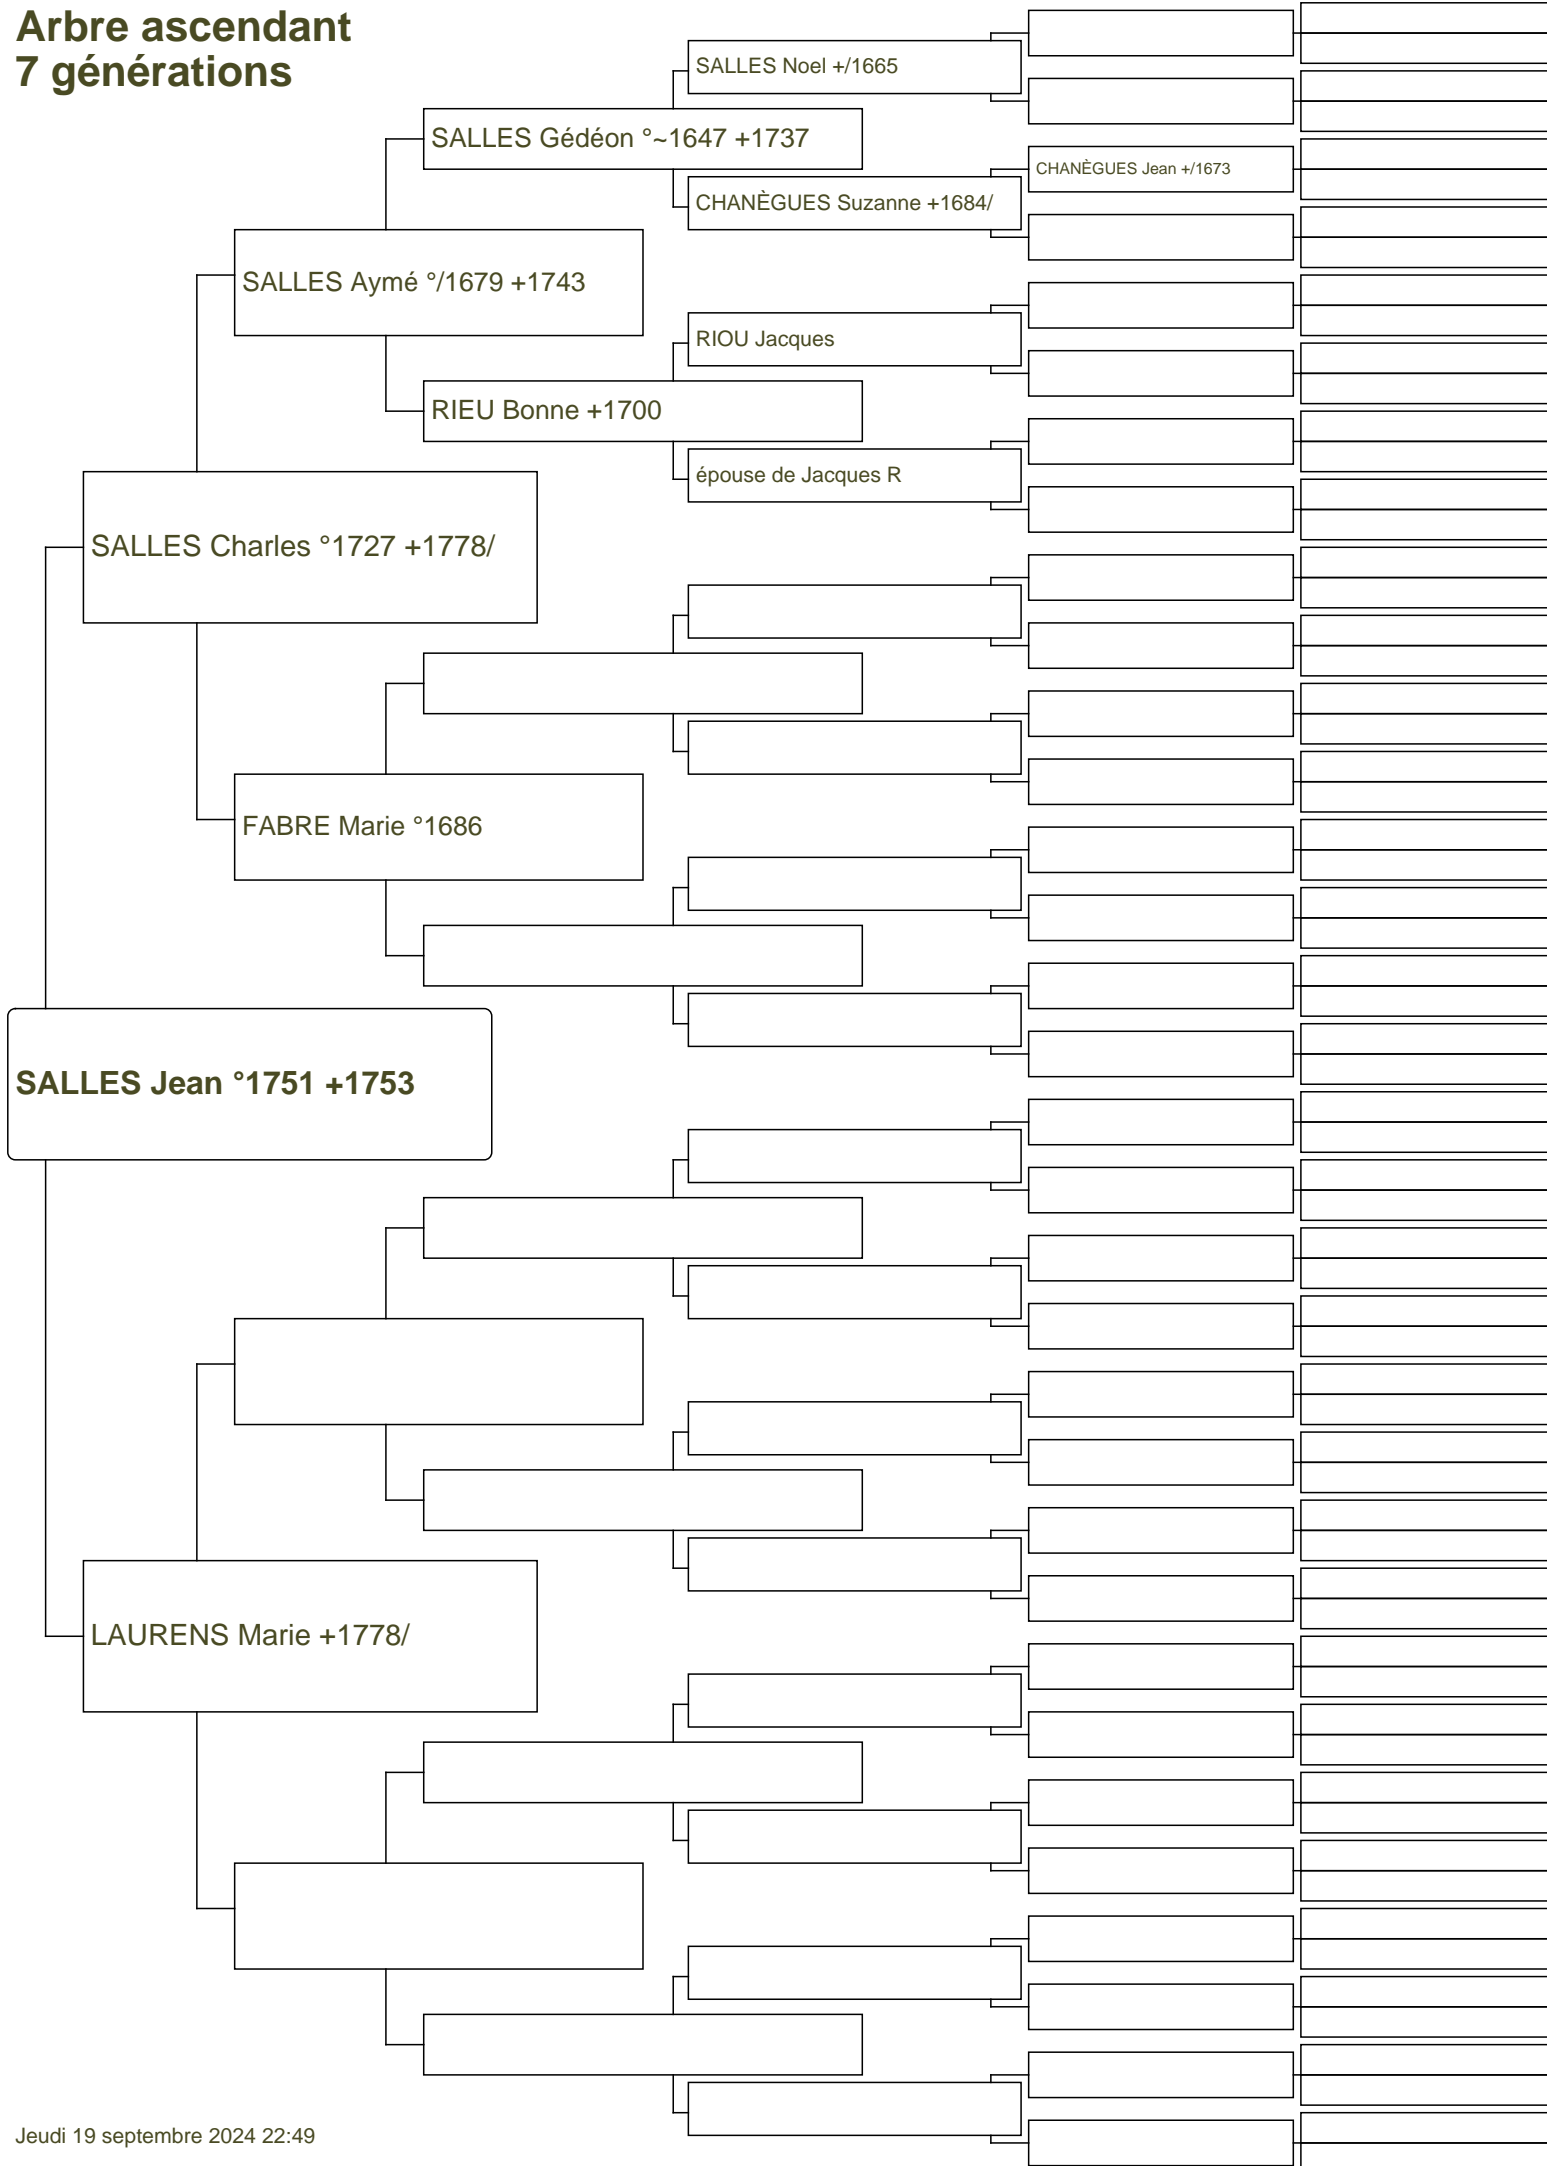 Arbre ascendant
7 générations
SALLES Noel +/1665
SALLES Gédéon °~1647 +1737
CHANÈGUES Jean +/1673
CHANÈGUES Suzanne +1684/
SALLES Aymé °/1679 +1743
RIOU Jacques
RIEU Bonne +1700
épouse de Jacques R
SALLES Charles °1727 +1778/
FABRE Marie °1686
SALLES Jean °1751 +1753
LAURENS Marie +1778/
Jeudi 19 septembre 2024 22:49